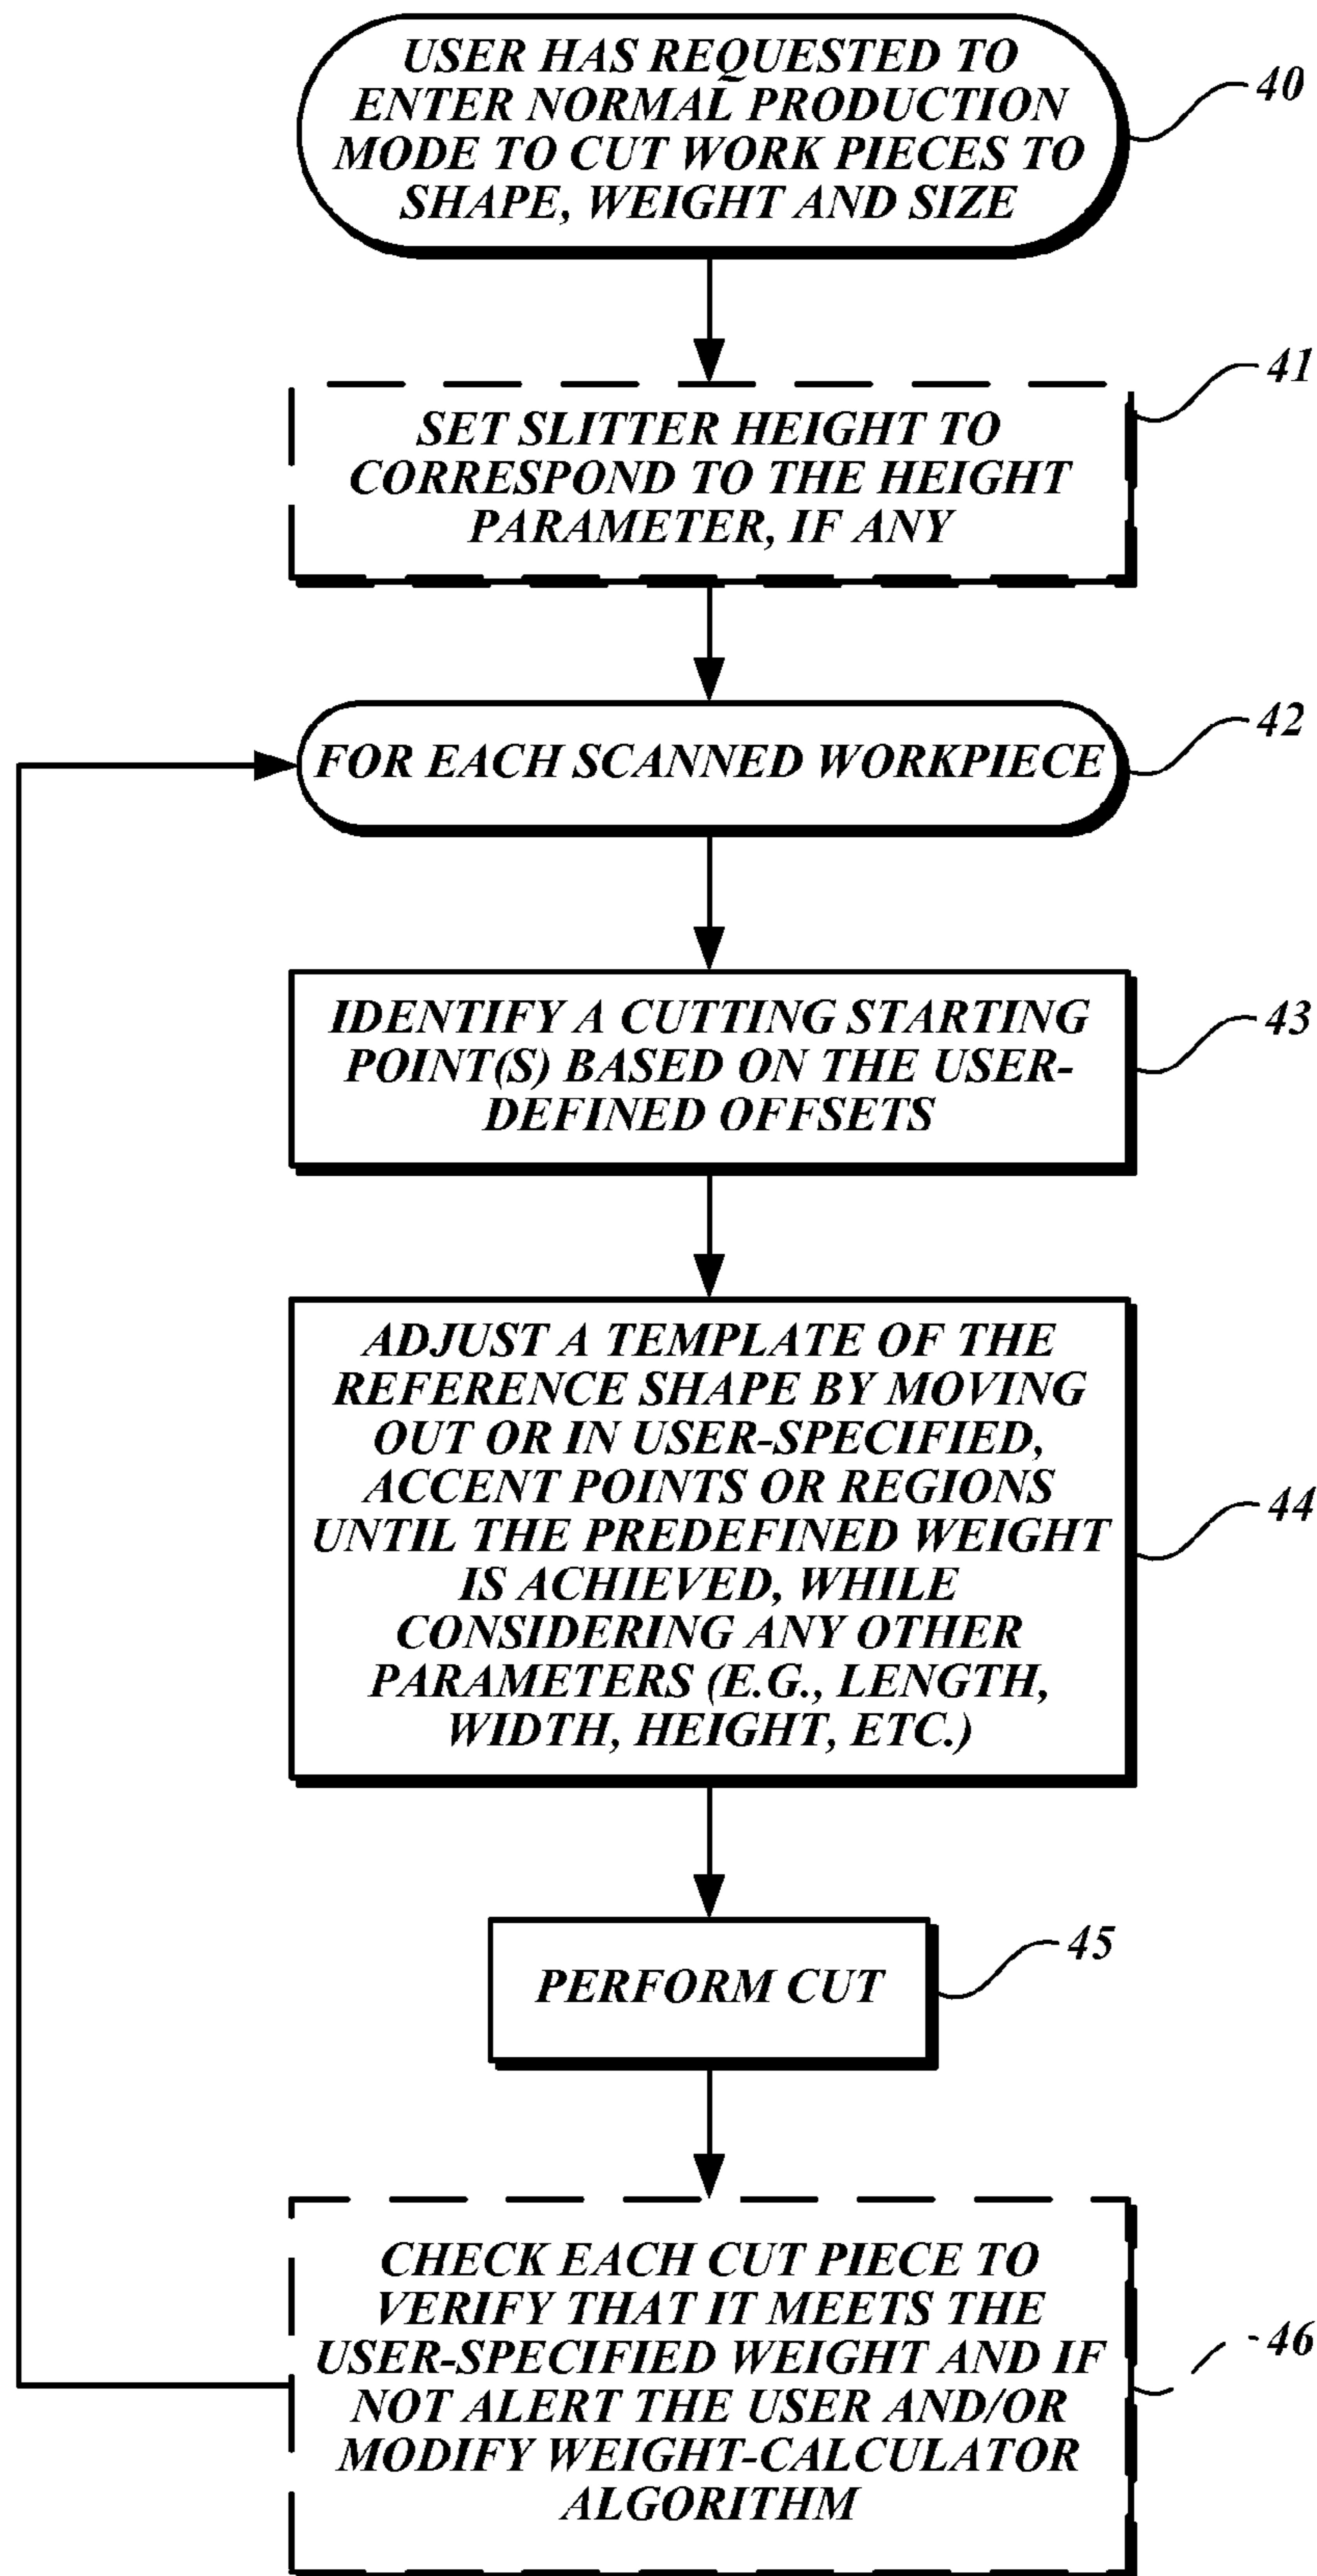 USER HAS REQUESTED TO
ENTER NORMAL PRODUCTION
MODE TO CUT WORK PIECES TO
SHAPE, WEIGHT AND SIZE
40
SET SLITTER HEIGHT TO
CORRESPOND TO THE HEIGHT
PARAMETER, IF ANY
41
FOR EACH SCANNED WORKPIECE
42
IDENTIFY A CUTTING STARTING
POINT(S) BASED ON THE USER-
DEFINED OFFSETS
43
ADJUST A TEMPLATE OF THE
REFERENCE SHAPE BY MOVING
OUT OR IN USER-SPECIFIED,
ACCENT POINTS OR REGIONS
UNTIL THE PREDEFINED WEIGHT
IS ACHIEVED, WHILE
CONSIDERING ANY OTHER
PARAMETERS (E.G., LENGTH,
WIDTH, HEIGHT, ETC.)
44
PERFORM CUT
45
CHECK EACH CUT PIECE TO
VERIFY THAT IT MEETS THE
USER-SPECIFIED WEIGHT AND IF
NOT ALERT THE USER AND/OR
MODIFY WEIGHT-CALCULATOR
ALGORITHM
46